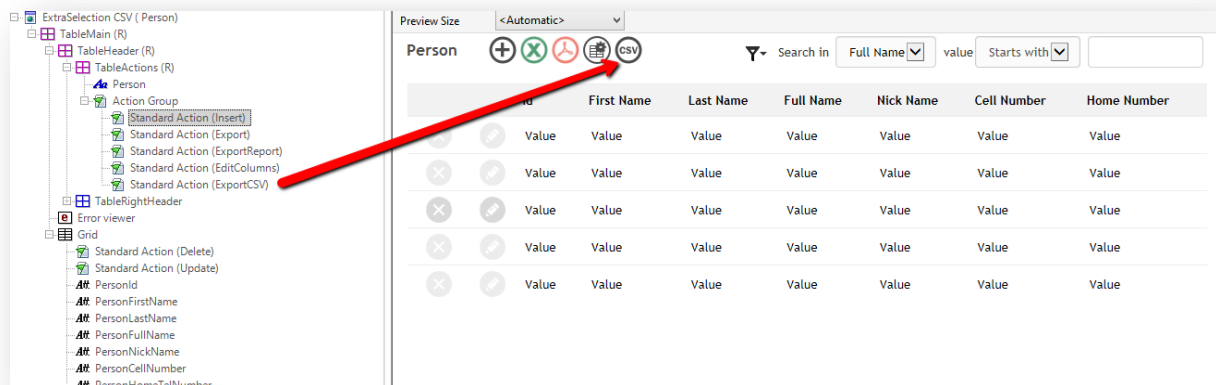 ExtraSelection CSV ( Person)
TableMain (R)
TableHeader (R)
TableActions (R)
Person
Action Group
Standard Action (Insert)
Standard Action (Export)
Standard Action (ExportReport)
Standard Action (EditColumns)
Standard Action (ExportCSV)
TableRightHeader
Error viewer
Grid
Standard Action (Delete)
Standard Action (Update)
PersonId
PersonFirstName
PersonLastName
PersonFullName
PersonNickName
PersonCellNumber
PersonHomeTelNumber
Preview Size <Automatic>
Person CSV Search in Full Name value Starts with
Id First Name Last Name Full Name Nick Name Cell Number Home Number
Value Value Value Value Value Value Value
Value Value Value Value Value Value Value
Value Value Value Value Value Value Value
Value Value Value Value Value Value Value
Value Value Value Value Value Value Value